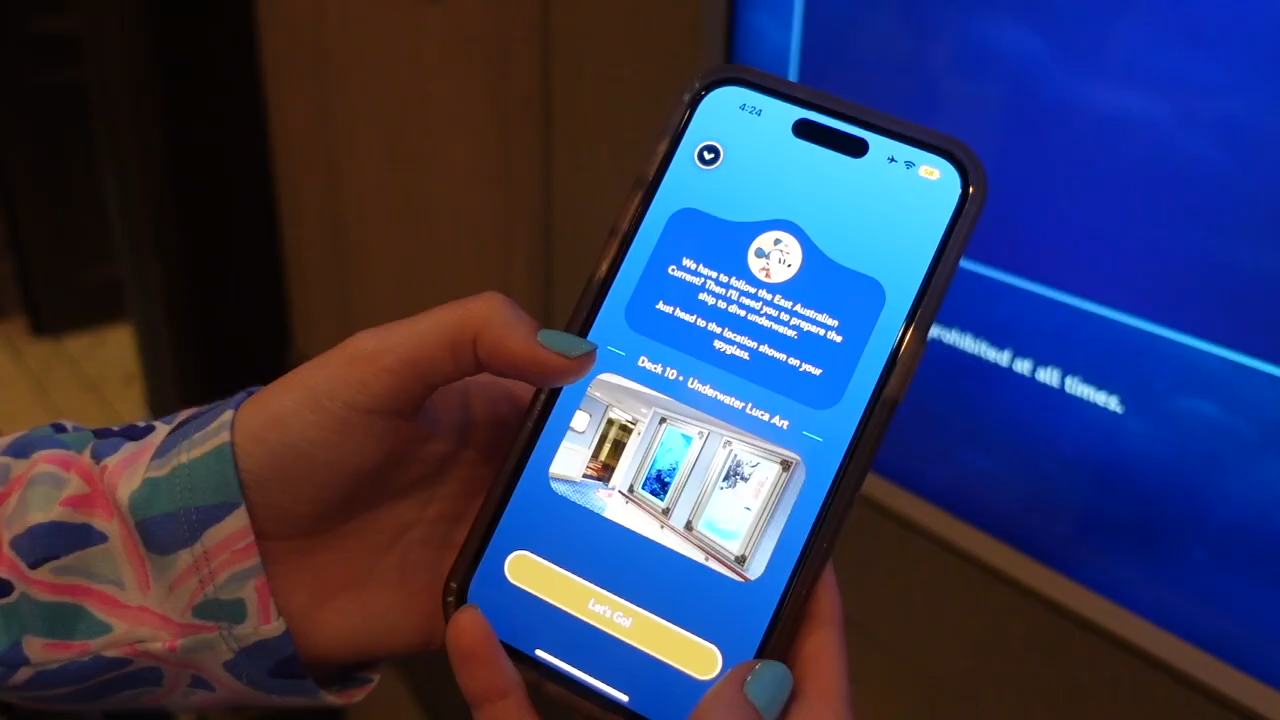 4:24
58
We have to follow the East Australian
Current? Then I'll need you to prepare the
ship to dive underwater.
Just head to the location shown on your
spyglass.
Deck 10 • Underwater Luca Art
Let's Go!
prohibited at all times.